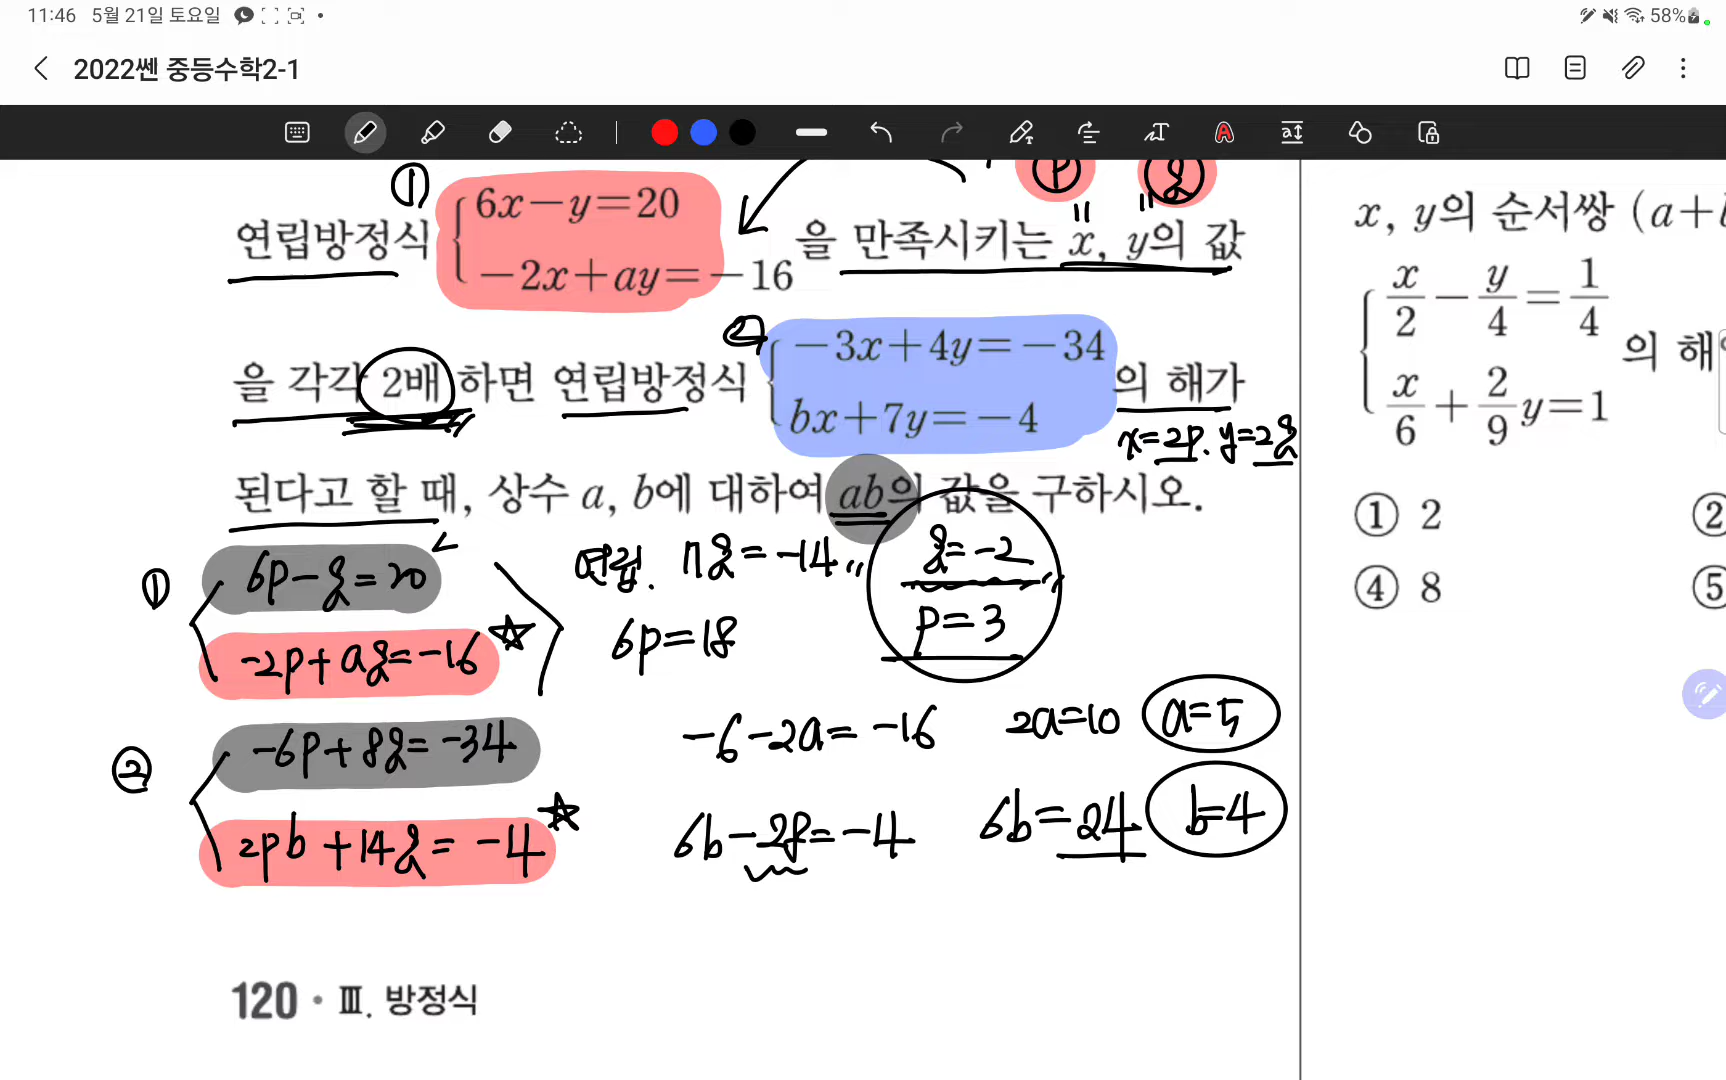 11:46 5월 21일 토요일
58%
2022쎈 중등수학2-1
① p q
연립방정식 { 6x−y=20
−2x+ay=−16 을 만족시키는 x, y의 값
을 각각 2배 하면 연립방정식 ② { −3x+4y=−34
bx+7y=−4 의 해가
x=2p. y=2q
된다고 할 때, 상수 a, b에 대하여 ab의 값을 구하시오.
① 6p−q=20
−2p+aq=−16 ☆
② −6p+8q=−34
2pb+14q=−4 ☆
연립. 7q=−14 q=−2
6p=18 p=3
−6−2a=−16 2a=10 a=5
6b−28=−4 6b=24 b=4
120 · Ⅲ. 방정식
x, y의 순서쌍 (a+
{ x/2 − y/4 = 1/4
x/6 + 2/9 y=1 의 해
① 2 ②
④ 8 ⑤